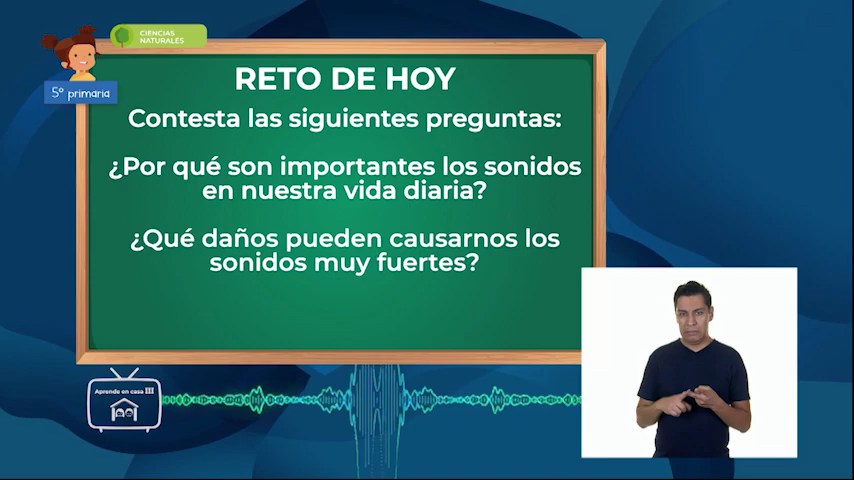 CIENCIAS
NATURALES
5° primaria
RETO DE HOY
Contesta las siguientes preguntas:
¿Por qué son importantes los sonidos
en nuestra vida diaria?
¿Qué daños pueden causarnos los
sonidos muy fuertes?
Aprende en casa III